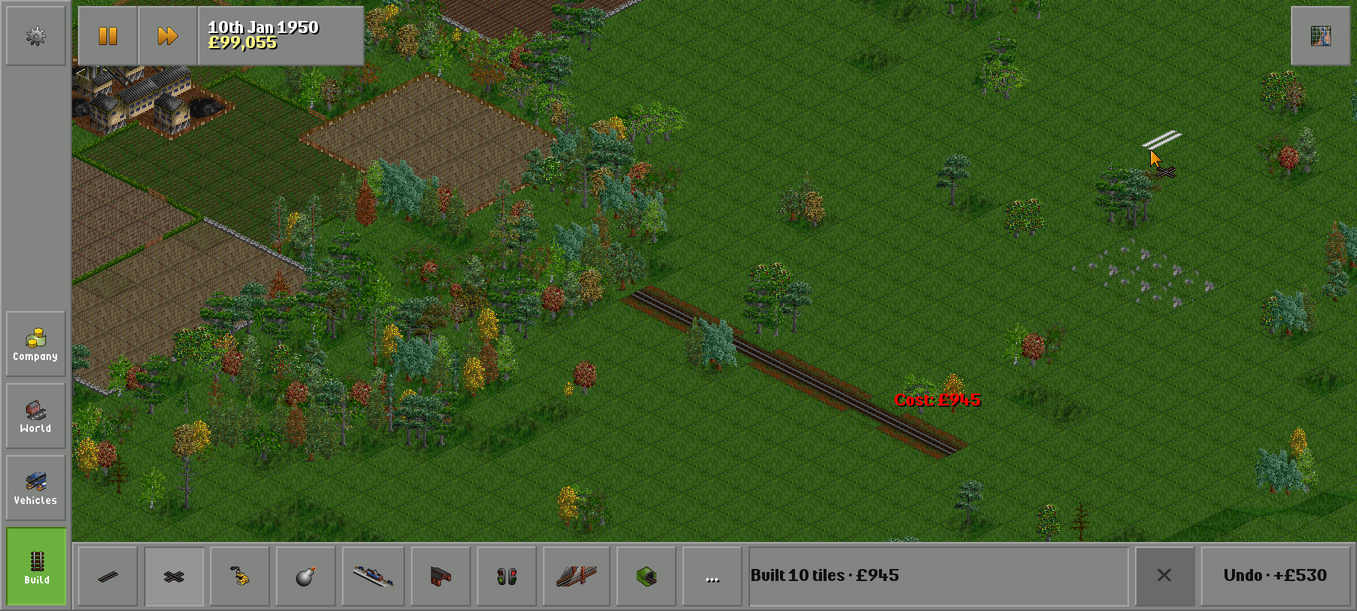 10th Jan 1950
£99,055
Cost: £945
Company
World
Vehicles
Build
...
Built 10 tiles · £945
Undo · +£530